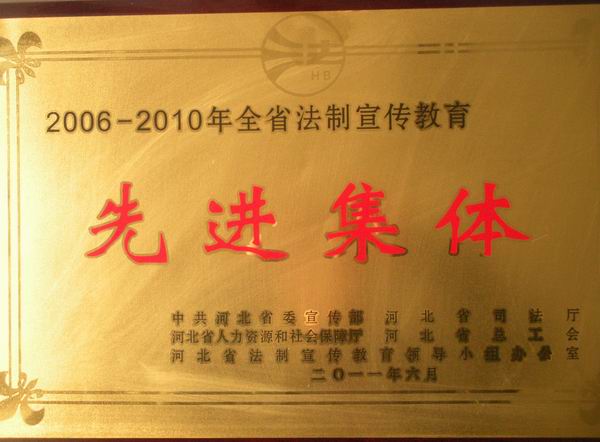 HB
2006-2010年全省法制宣传教育
先进集体
中共河北省委宣传部 河北省司法厅
河北省人力资源和社会保障厅 河北省总工会
河北省法制宣传教育领导小组办公室
二〇一一年六月